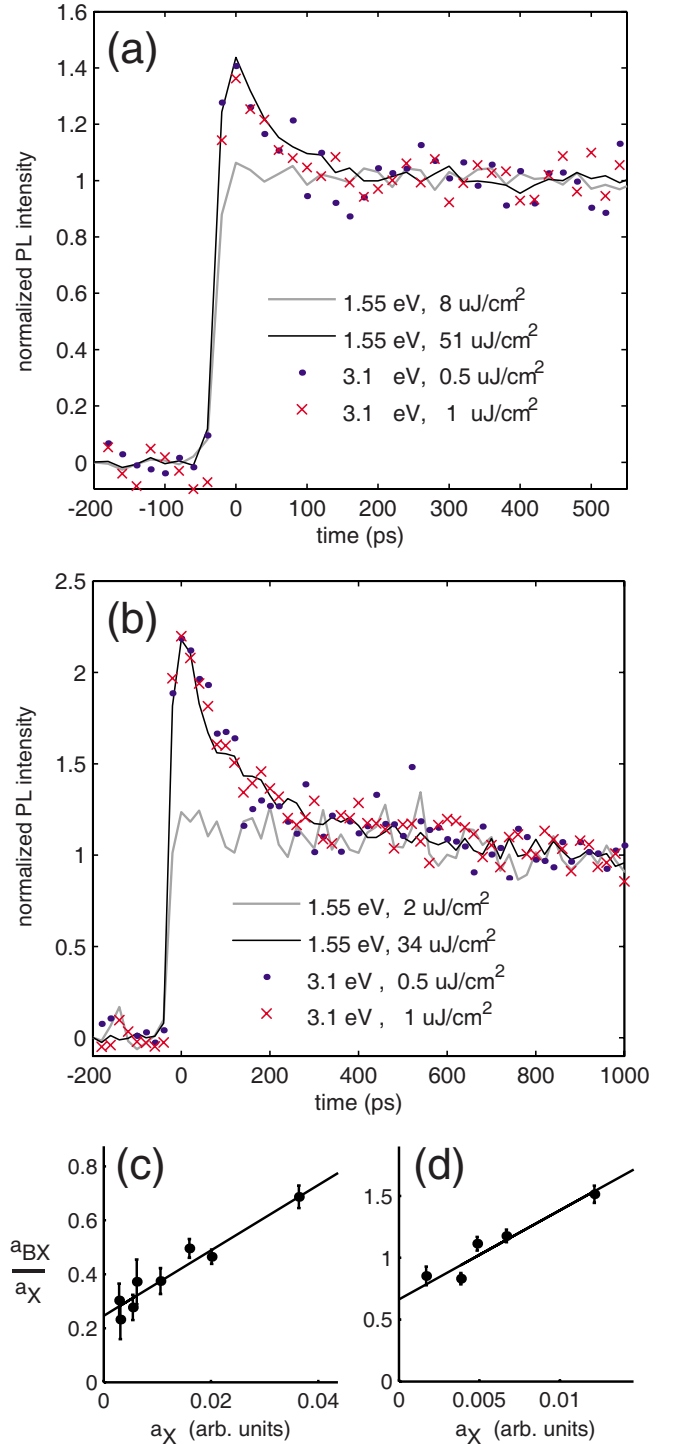 (a)
1.4
1.2
1
0.8
0.6
0.4
0.2
0
normalized PL intensity
1.55 eV, 8 uJ/cm²
1.55 eV, 51 uJ/cm²
3.1 eV, 0.5 uJ/cm²
3.1 eV, 1 uJ/cm²
-200 -100 0 100 200 300 400 500
time (ps)
(b)
2.5
2
1.5
1
0.5
0
normalized PL intensity
1.55 eV, 2 uJ/cm²
1.55 eV, 34 uJ/cm²
3.1 eV , 0.5 uJ/cm²
3.1 eV , 1 uJ/cm²
-200 0 200 400 600 800 1000
time (ps)
(c)
0.8
0.6
0.4
0.2
0
a_BX
a_X
0 0.02 0.04
a_X (arb. units)
(d)
1.5
1
0.5
0
0 0.005 0.01
a_X (arb. units)